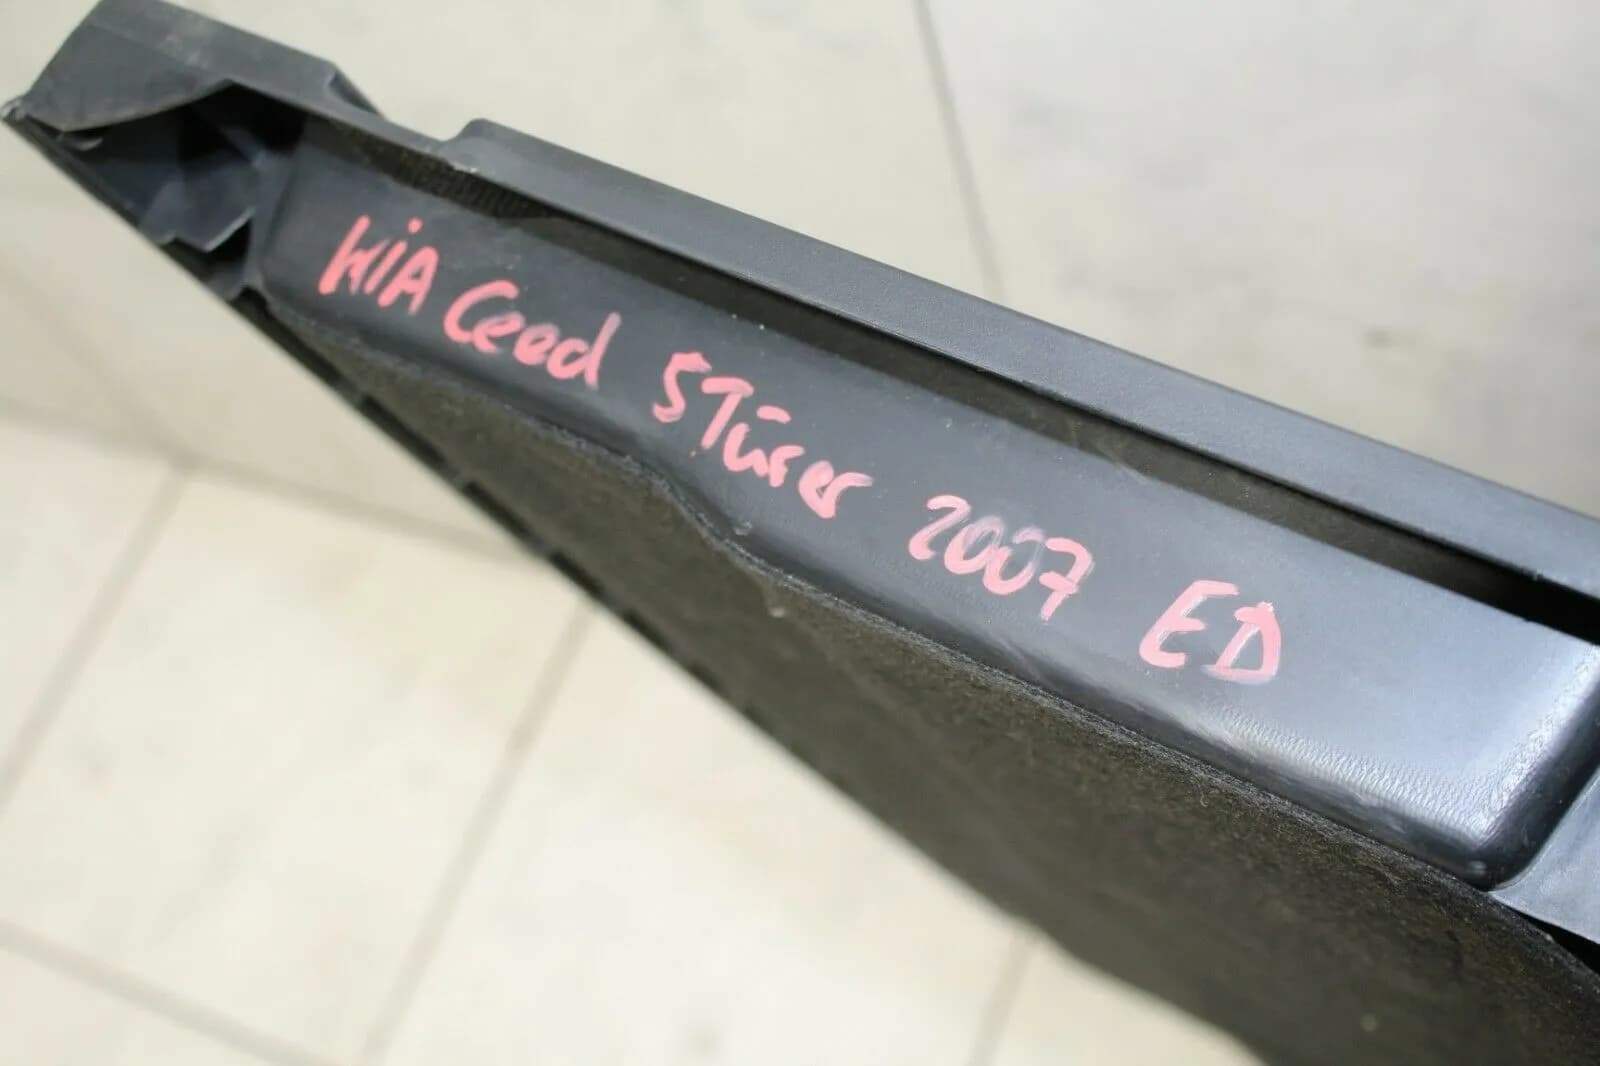 KiA Ceed 5Türer 2007 ED